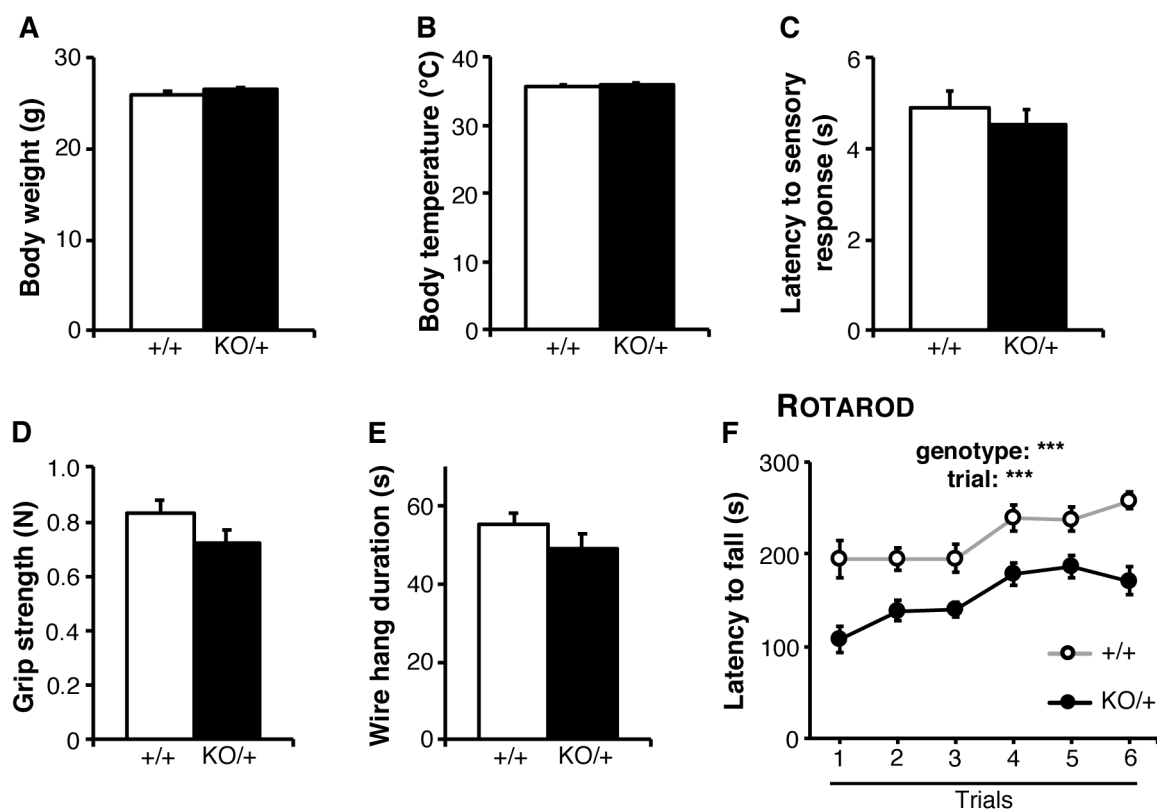 A
Body weight (g)
30
20
10
0
+/+ KO/+
B
Body temperature (°C)
40
30
20
10
0
+/+ KO/+
C
Latency to sensory
response (s)
6
4
2
0
+/+ KO/+
D
Grip strength (N)
1.0
0.8
0.6
0.4
0.2
0
+/+ KO/+
E
Wire hang duration (s)
60
40
20
0
+/+ KO/+
ROTAROD
F
genotype: ***
trial: ***
Latency to fall (s)
300
200
100
0
+/+
KO/+
1 2 3 4 5 6
Trials